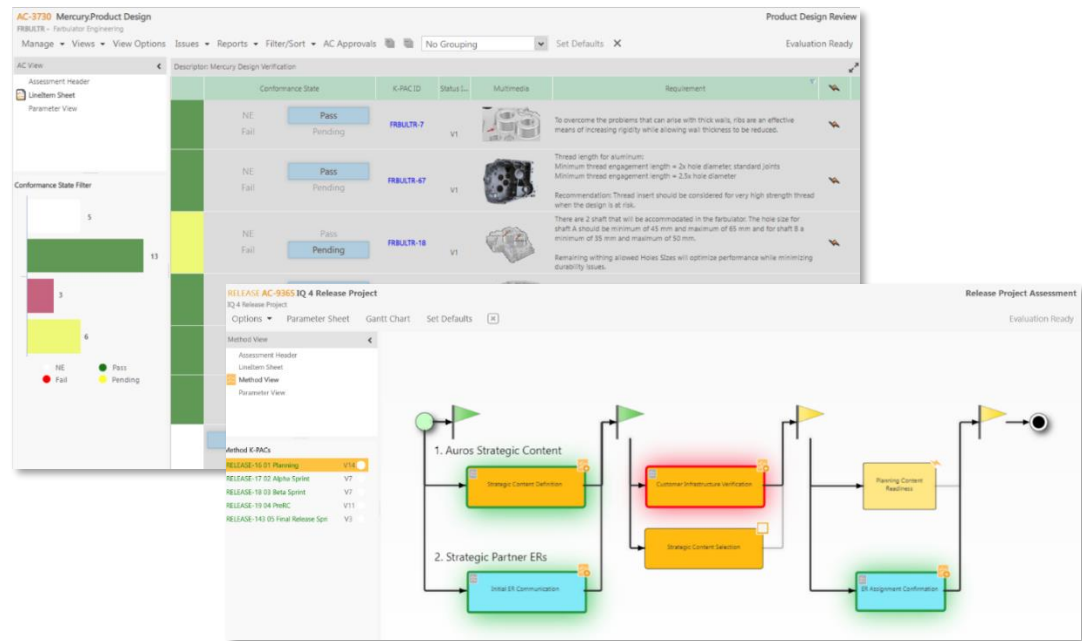 AC-3730 Mercury:Product Design
Product Design Review
FRBULTR - Farbulator Engineering
Manage Views View Options Issues Reports Filter/Sort AC Approvals No Grouping Set Defaults X
Evaluation Ready
AC View
Descriptor: Mercury Design Verification
Assessment Header
LineItem Sheet
Parameter View
Conformance State K-PAC ID Status I... Multimedia Requirement
NE Pass
Fail Pending
FRBULTR-7
V1
To overcome the problems that can arise with thick walls, ribs are an effective
means of increasing rigidity while allowing wall thickness to be reduced.
NE Pass
Fail Pending
FRBULTR-67
V1
Thread length for aluminum:
Minimum thread engagement length = 2x hole diameter, standard joints
Minimum thread engagement length = 2.5x hole diameter
Recommendation: Thread insert should be considered for very high strength thread
when the design is at risk.
NE Pass
Fail Pending
FRBULTR-18
V1
There are 2 shaft that will be accommodated in the farbulator. The hole size for
shaft A should be minimum of 45 mm and maximum of 65 mm and for shaft B a
minimum of 35 mm and maximum of 50 mm.
Remaining withing allowed Holes Sizes will optimize performance while minimizing
durability issues.
Conformance State Filter
5
13
3
6
NE Pass
Fail Pending
RELEASE AC-9365 IQ 4 Release Project
Release Project Assessment
IQ 4 Release Project
Options Parameter Sheet Gantt Chart Set Defaults
Evaluation Ready
Method View
Assessment Header
LineItem Sheet
Method View
Parameter View
Method K-PACs
RELEASE-16 01 Planning V14
RELEASE-17 02 Alpha Sprint V7
RELEASE-18 03 Beta Sprint V7
RELEASE-19 04 PreRC V11
RELEASE-143 05 Final Release Spn V3
1. Auros Strategic Content
Strategic Content Definition
Customer Infrastructure Verification
Planning Content
Readiness
Strategic Content Selection
2. Strategic Partner ERs
Initial ER Communication
ER Assignment Confirmation